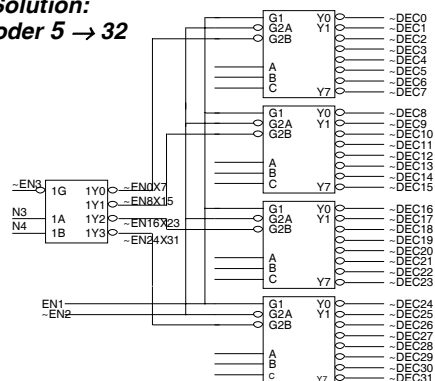 Solution:
oder 5 → 32
G1 Y0 ~DEC0
G2A Y1 ~DEC1
G2B ~DEC2
~DEC3
~DEC4
A ~DEC5
B ~DEC6
C Y7 ~DEC7
G1 Y0 ~DEC8
G2A Y1 ~DEC9
G2B ~DEC10
~DEC11
~DEC12
A ~DEC13
B ~DEC14
C Y7 ~DEC15
~EN3 1G 1Y0 ~EN0X7
1Y1 ~EN8X15
N3 1A 1Y2 ~EN16X23
N4 1B 1Y3 ~EN24X31
G1 Y0 ~DEC16
G2A Y1 ~DEC17
G2B ~DEC18
~DEC19
~DEC20
A ~DEC21
B ~DEC22
C Y7 ~DEC23
EN1 G1 Y0 ~DEC24
~EN2 G2A Y1 ~DEC25
G2B ~DEC26
~DEC27
~DEC28
A ~DEC29
B ~DEC30
C Y7 ~DEC31